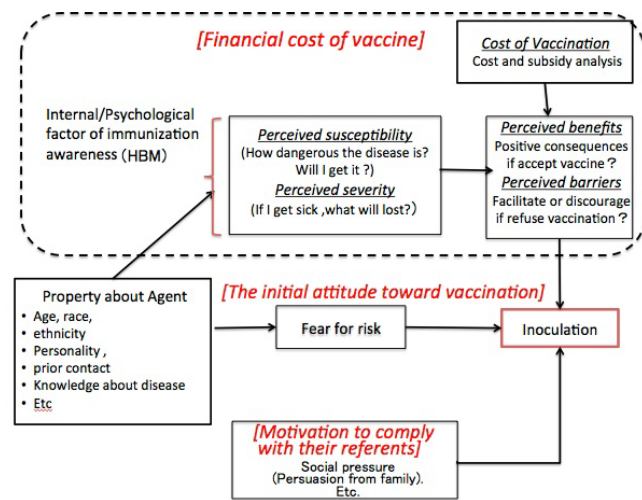 [Financial cost of vaccine]
Cost of Vaccination
Cost and subsidy analysis
Internal/Psychological
factor of immunization
awareness (HBM)
Perceived susceptibility
(How dangerous the disease is?
Will I get it ?)
Perceived severity
(If I get sick ,what will lost?)
Perceived benefits
Positive consequences
if accept vaccine ?
Perceived barriers
Facilitate or discourage
if refuse vaccination ?
Property about Agent
• Age, race,
• ethnicity
• Personality ,
• prior contact
• Knowledge about disease
• Etc
[The initial attitude toward vaccination]
Fear for risk
Inoculation
[Motivation to comply
with their referents]
Social pressure
(Persuasion from family).
Etc.